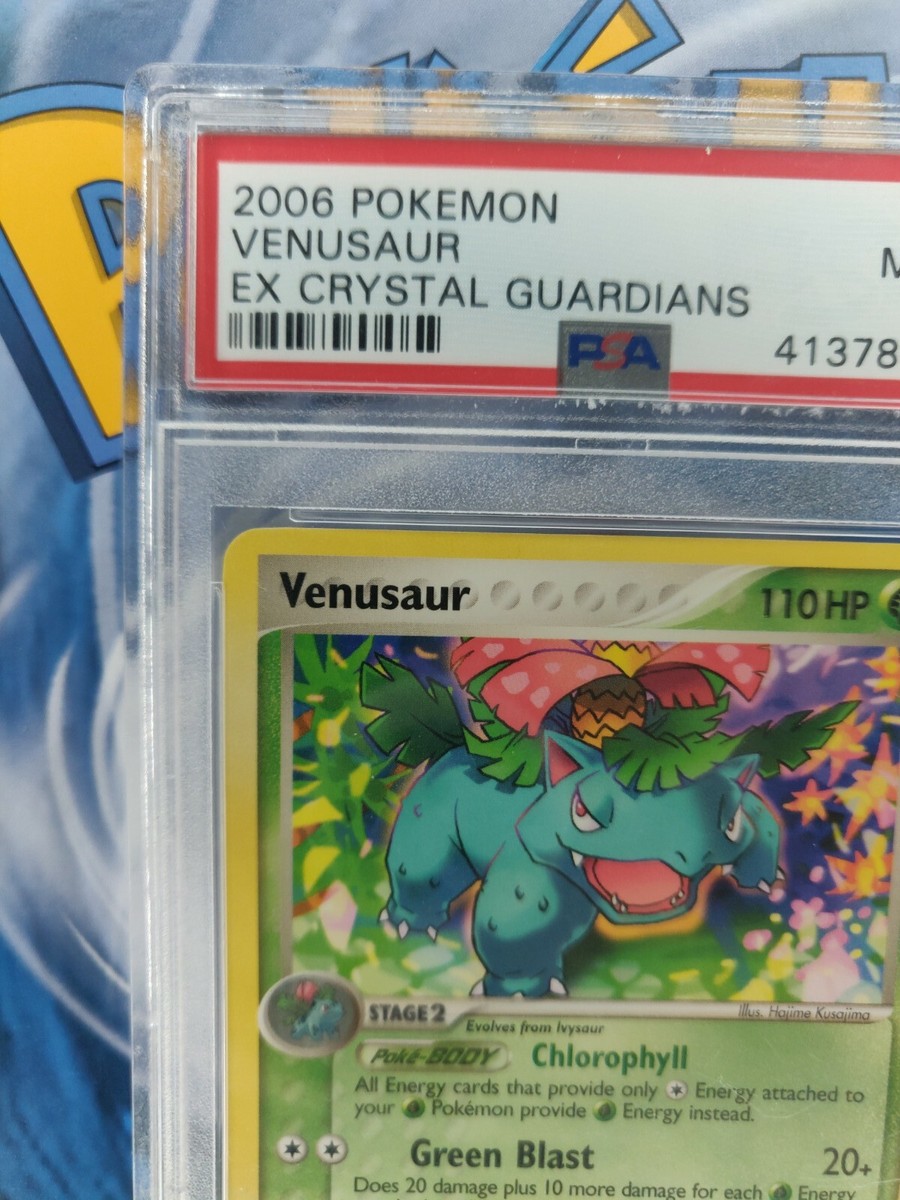 2006 POKEMON
VENUSAUR
EX CRYSTAL GUARDIANS
M
PSA
41378
Venusaur
110 HP
STAGE 2
Illus. Hajime Kusajima
Evolves from Ivysaur
Poké-BODY Chlorophyll
All Energy cards that provide only Energy attached to
your Pokémon provide Energy instead.
Green Blast 20+
Does 20 damage plus 10 more damage for each Energy